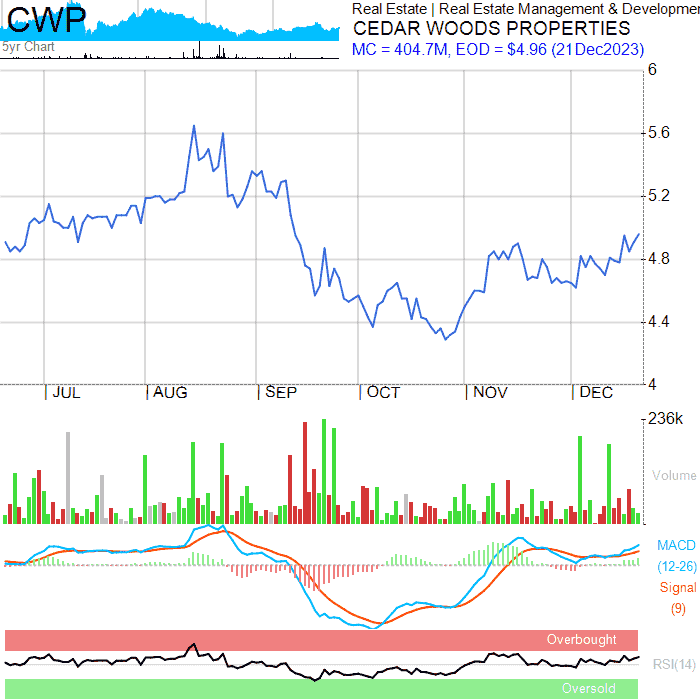 CWP
5yr Chart
Real Estate | Real Estate Management & Developmen
CEDAR WOODS PROPERTIES
MC = 404.7M, EOD = $4.96 (21Dec2023)
6
5.6
5.2
4.8
4.4
4
JUL AUG SEP OCT NOV DEC
236k
Volume
MACD
(12-26)
Signal
(9)
Overbought
RSI(14)
Oversold